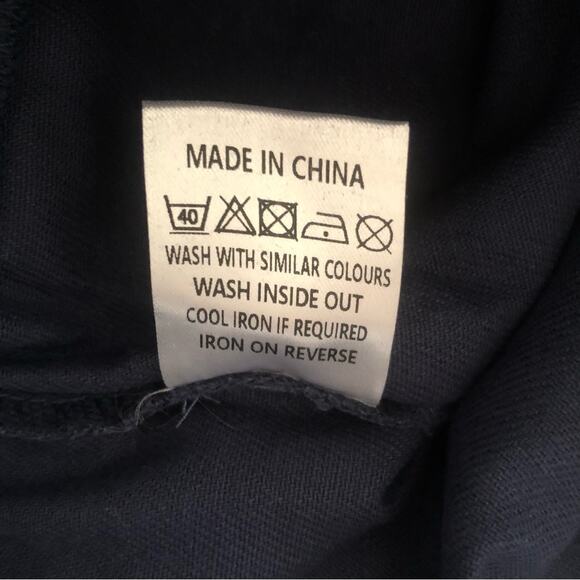 MADE IN CHINA
40
WASH WITH SIMILAR COLOURS
WASH INSIDE OUT
COOL IRON IF REQUIRED
IRON ON REVERSE